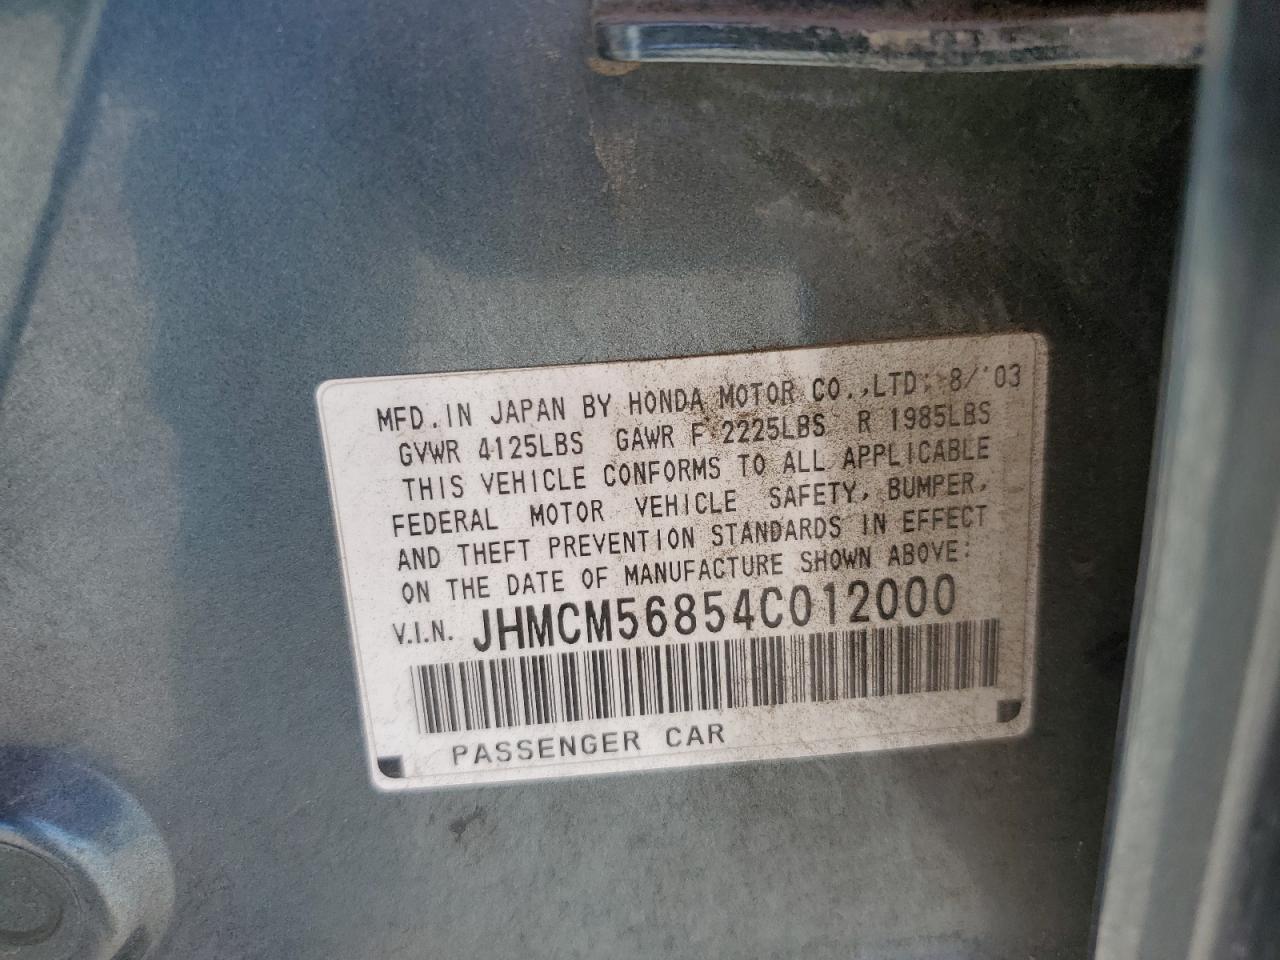 MFD. IN JAPAN BY HONDA MOTOR CO., LTD. 8/'03
GVWR 4125LBS GAWR F 2225LBS R 1985LBS
THIS VEHICLE CONFORMS TO ALL APPLICABLE
FEDERAL MOTOR VEHICLE SAFETY, BUMPER,
AND THEFT PREVENTION STANDARDS IN EFFECT
ON THE DATE OF MANUFACTURE SHOWN ABOVE.
V.I.N. JHMCM56854C012000
PASSENGER CAR